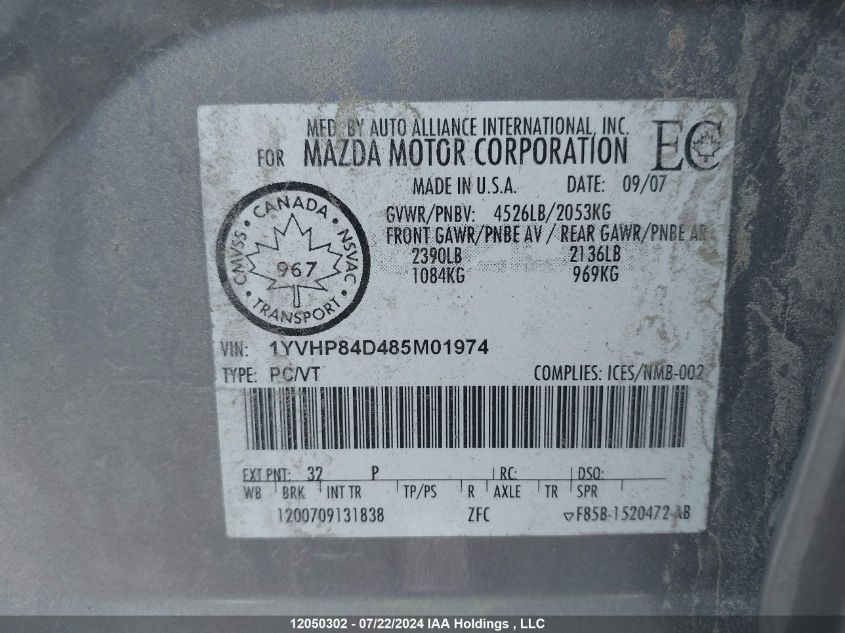 MFD. BY AUTO ALLIANCE INTERNATIONAL, INC.
FOR MAZDA MOTOR CORPORATION EC
MADE IN U.S.A. DATE: 09/07
GVWR/PNBV: 4526LB/2053KG
FRONT GAWR/PNBE AV / REAR GAWR/PNBE AR
2390LB 2136LB
1084KG 969KG
CANADA
CMVSS 967 NSVAC
TRANSPORT
VIN: 1YVHP84D485M01974
TYPE: PC/VT COMPLIES: ICES/NMB-002
EXT PNT: 32 P RC: DSO:
WB BRK INT TR TP/PS R AXLE TR SPR
1200709131838 ZFC ▽F85B-1520472-AB
12050302 - 07/22/2024 IAA Holdings , LLC